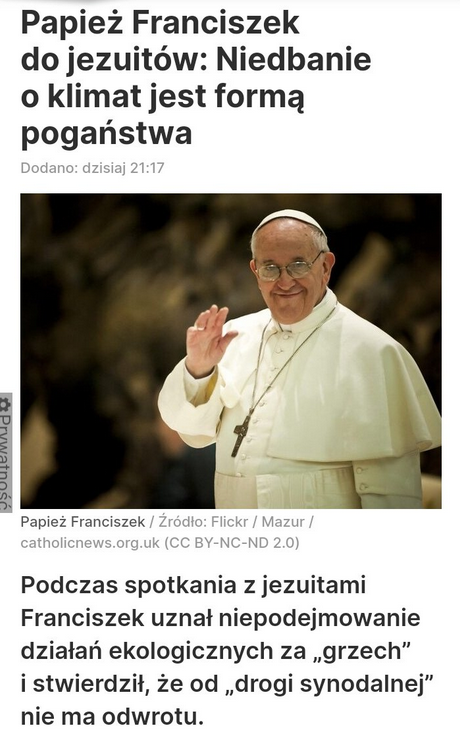 Papież Franciszek
do jezuitów: Niedbanie
o klimat jest formą
pogaństwa
Dodano: dzisiaj 21:17
Prywatność
Papież Franciszek / Źródło: Flickr / Mazur /
catholicnews.org.uk (CC BY-NC-ND 2.0)
Podczas spotkania z jezuitami
Franciszek uznał niepodejmowanie
działań ekologicznych za „grzech”
i stwierdził, że od „drogi synodalnej”
nie ma odwrotu.